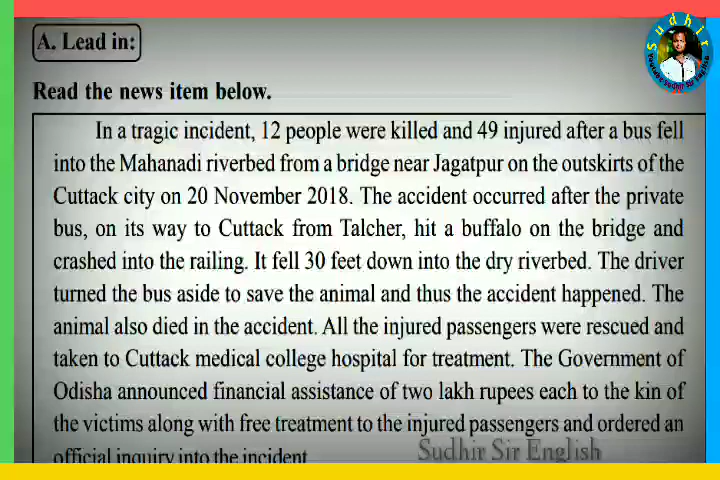 A. Lead in:
Read the news item below.
In a tragic incident, 12 people were killed and 49 injured after a bus fell
into the Mahanadi riverbed from a bridge near Jagatpur on the outskirts of the
Cuttack city on 20 November 2018. The accident occurred after the private
bus, on its way to Cuttack from Talcher, hit a buffalo on the bridge and
crashed into the railing. It fell 30 feet down into the dry riverbed. The driver
turned the bus aside to save the animal and thus the accident happened. The
animal also died in the accident. All the injured passengers were rescued and
taken to Cuttack medical college hospital for treatment. The Government of
Odisha announced financial assistance of two lakh rupees each to the kin of
the victims along with free treatment to the injured passengers and ordered an
official inquiry into the incident
Sudhir Sir English
Sudhir
Youtube Sudhir Sir English